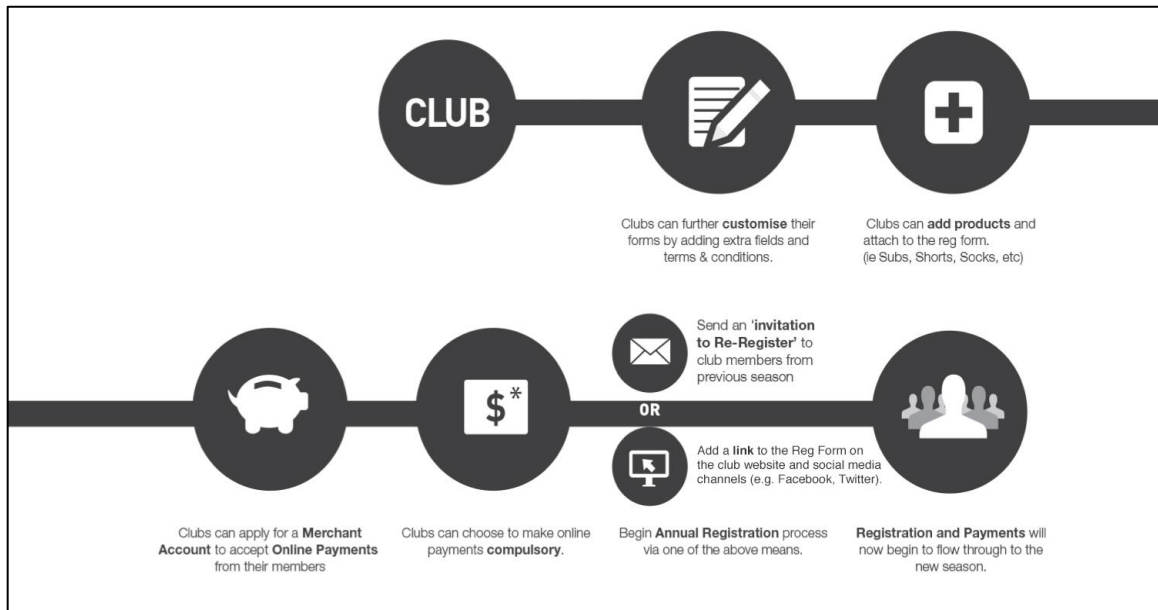 CLUB
Clubs can further customise their
forms by adding extra fields and
terms & conditions.
Clubs can add products and
attach to the reg form.
(ie Subs, Shorts, Socks, etc)
$*
Send an 'invitation
to Re-Register' to
club members from
previous season
OR
Add a link to the Reg Form on
the club website and social media
channels (e.g. Facebook, Twitter).
Clubs can apply for a Merchant
Account to accept Online Payments
from their members
Clubs can choose to make online
payments compulsory.
Begin Annual Registration process
via one of the above means.
Registration and Payments will
now begin to flow through to the
new season.